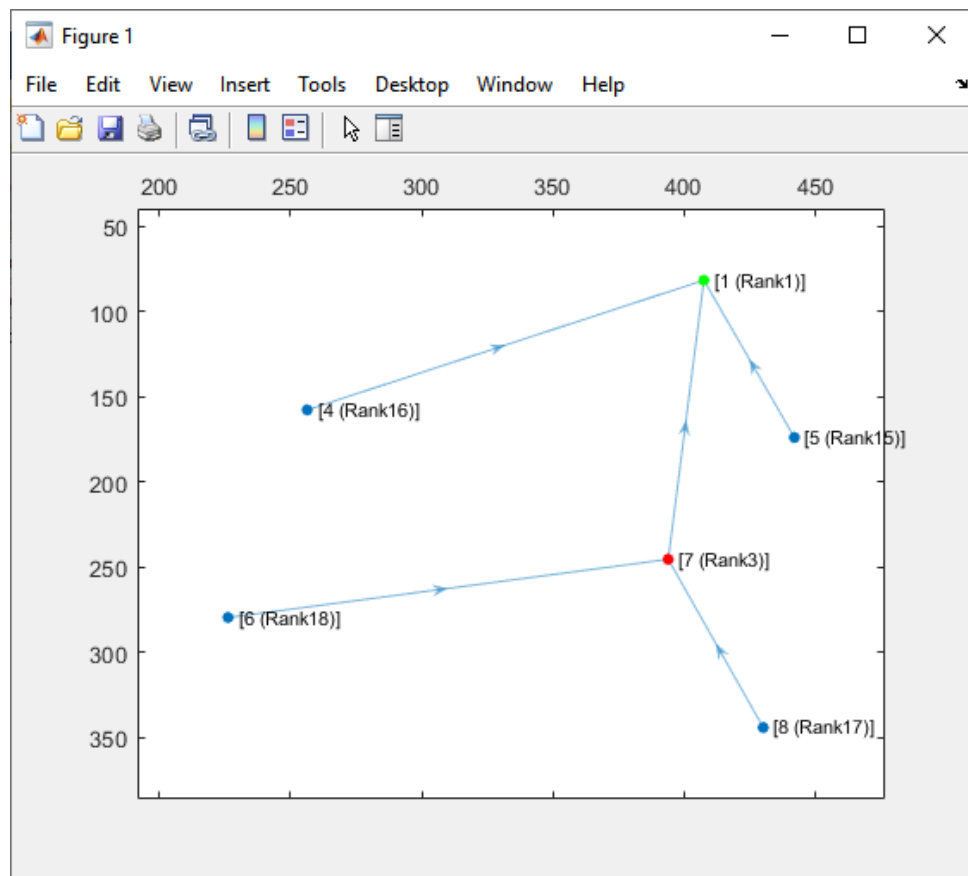 Figure 1
File Edit View Insert Tools Desktop Window Help
200 250 300 350 400 450
50
[1 (Rank1)]
100
150
[4 (Rank16)]
[5 (Rank15)]
200
250
[7 (Rank3)]
[6 (Rank18)]
300
[8 (Rank17)]
350